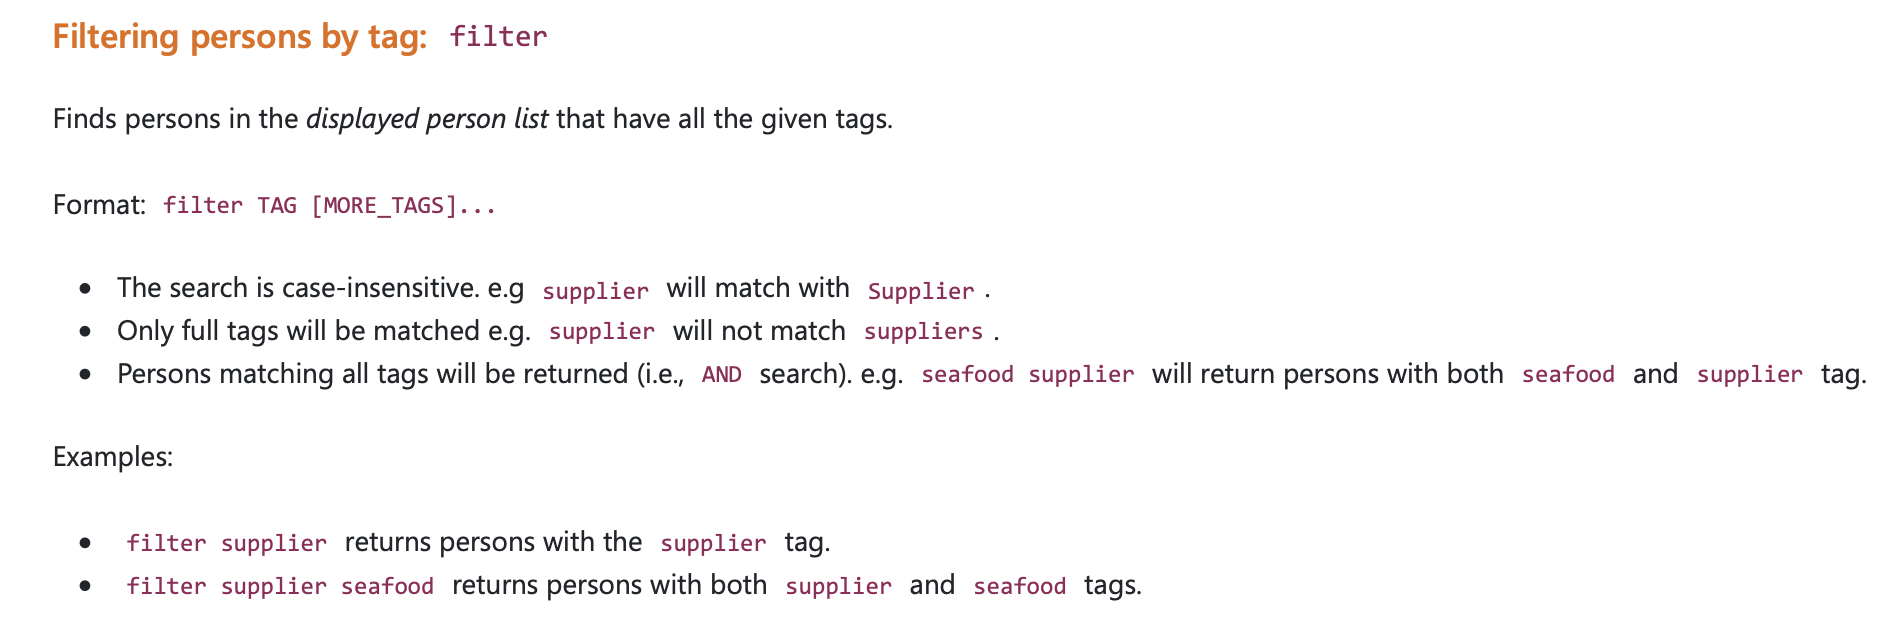 Filtering persons by tag: filter
Finds persons in the displayed person list that have all the given tags.
Format: filter TAG [MORE_TAGS]...
• The search is case-insensitive. e.g supplier will match with Supplier .
• Only full tags will be matched e.g. supplier will not match suppliers .
• Persons matching all tags will be returned (i.e., AND search). e.g. seafood supplier will return persons with both seafood and supplier tag.
Examples:
• filter supplier returns persons with the supplier tag.
• filter supplier seafood returns persons with both supplier and seafood tags.